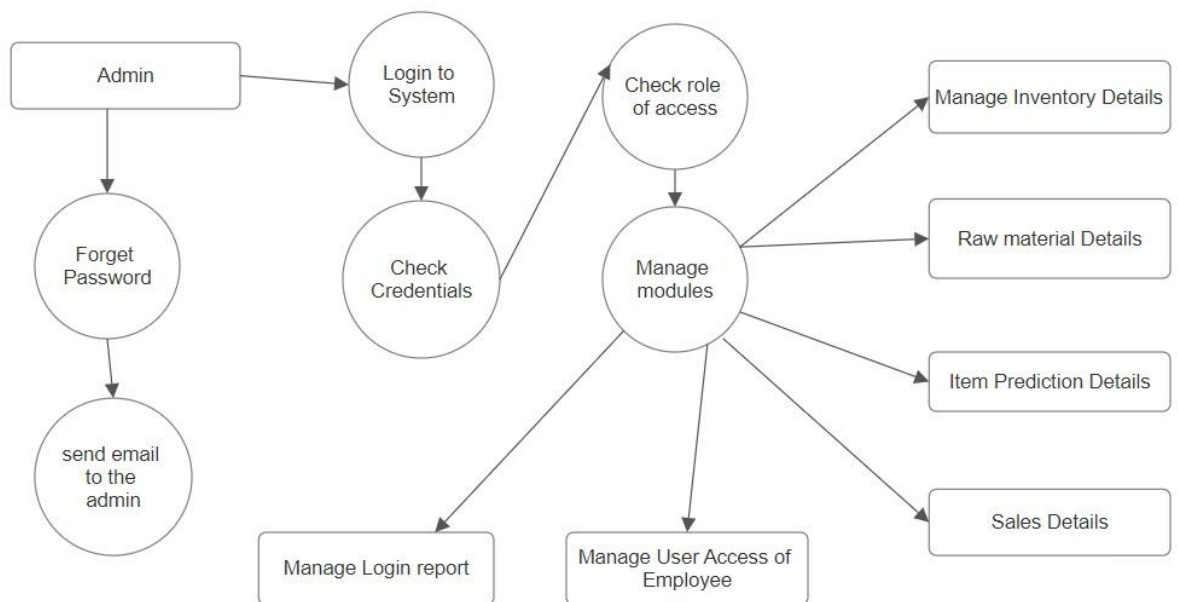 Admin
Login to
System
Check role
of access
Manage Inventory Details
Forget
Password
Check
Credentials
Manage
modules
Raw material Details
Item Prediction Details
send email
to the
admin
Sales Details
Manage Login report
Manage User Access of
Employee